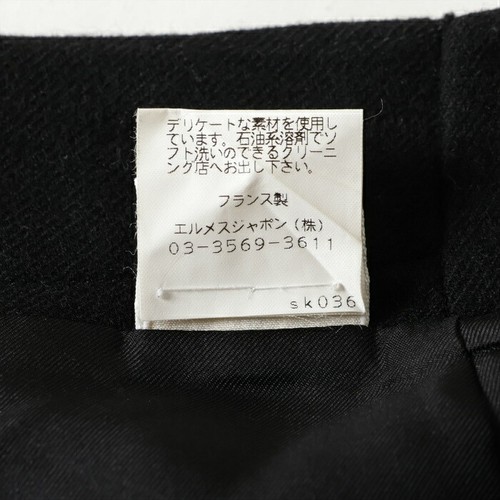 デリケートな素材を使用し
ています。石油系溶剤でソ
フト洗いのできるクリーニ
ング店へお出し下さい。
フランス製
エルメスジャポン(株)
03-3569-3611
sk036